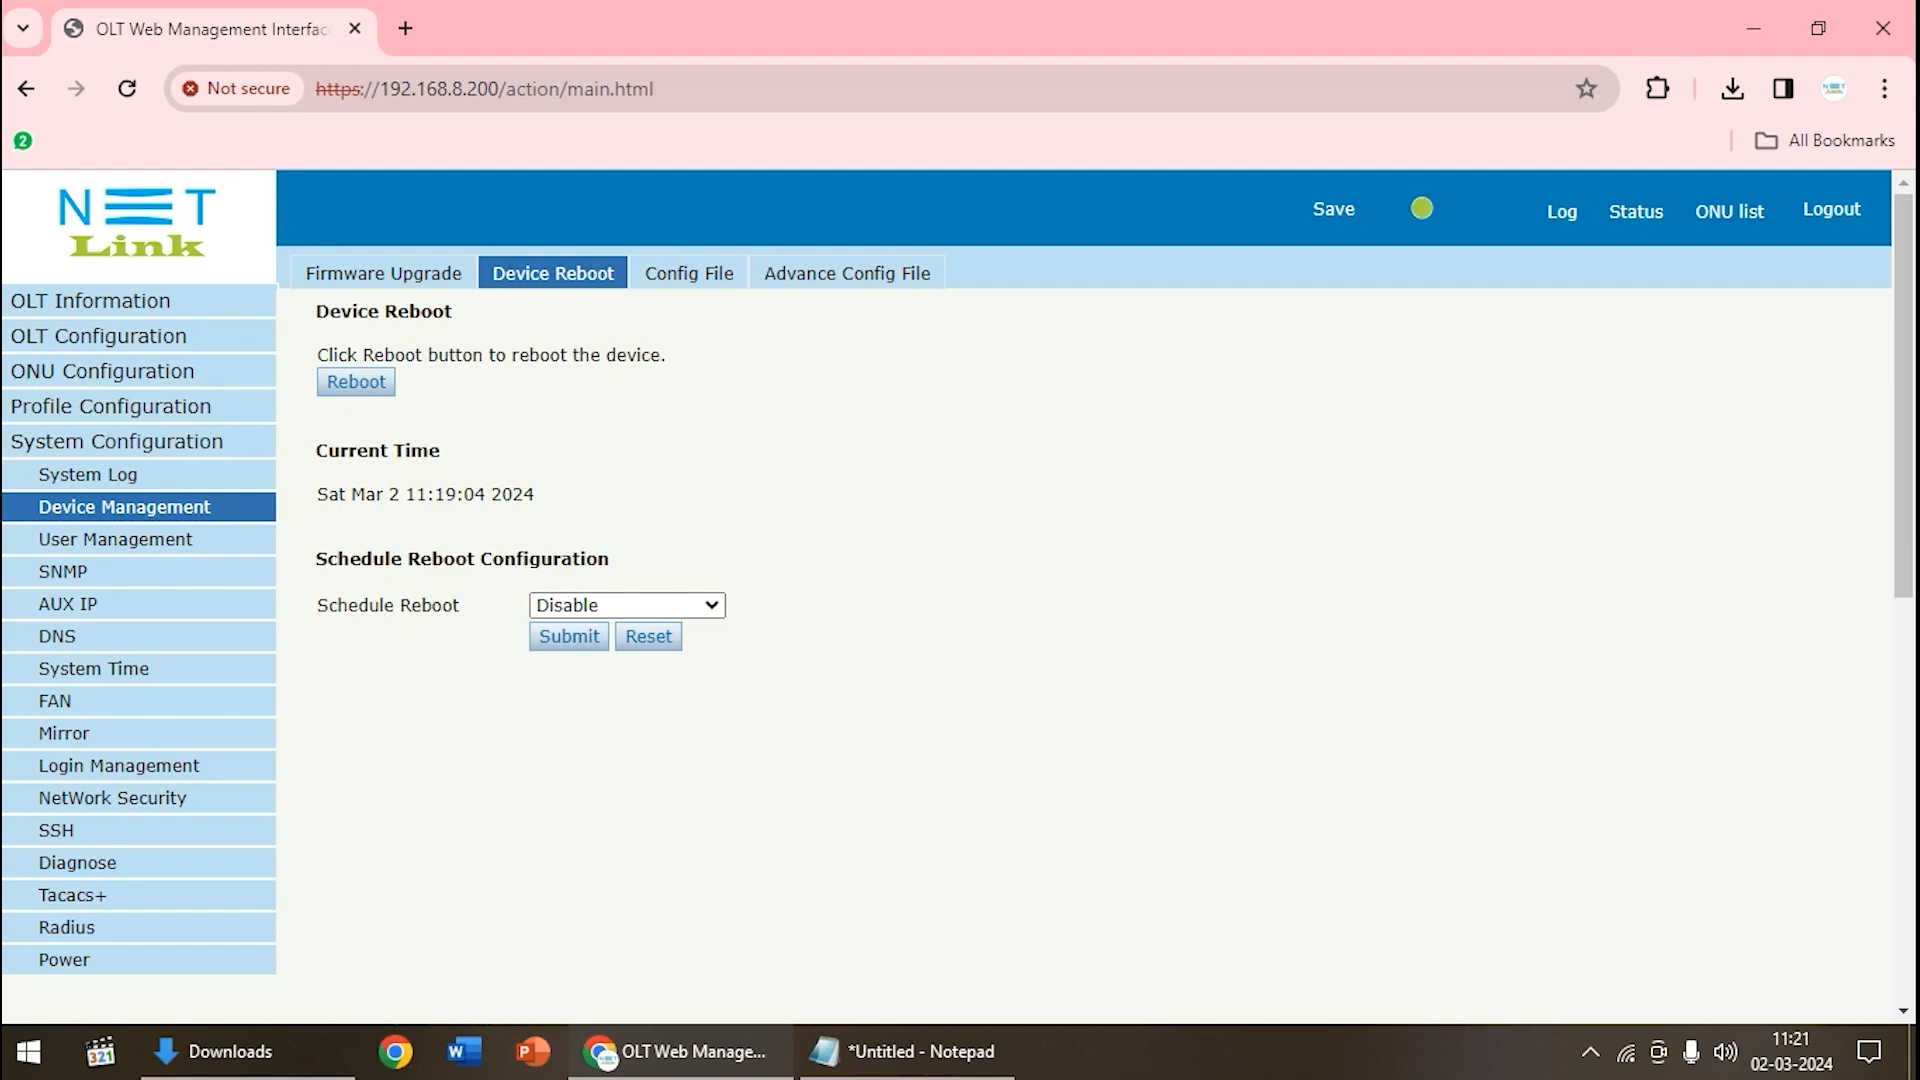 OLT Web Management Interfac
Not secure
https://192.168.8.200/action/main.html
2
All Bookmarks
NET
Link
Save
Log
Status
ONU list
Logout
Firmware Upgrade
Device Reboot
Config File
Advance Config File
OLT Information
OLT Configuration
ONU Configuration
Profile Configuration
System Configuration
System Log
Device Management
User Management
SNMP
AUX IP
DNS
System Time
FAN
Mirror
Login Management
NetWork Security
SSH
Diagnose
Tacacs+
Radius
Power
Device Reboot
Click Reboot button to reboot the device.
Reboot
Current Time
Sat Mar 2 11:19:04 2024
Schedule Reboot Configuration
Schedule Reboot Disable
Submit Reset
321
Downloads
W
P
OLT Web Manage...
*Untitled - Notepad
11:21
02-03-2024